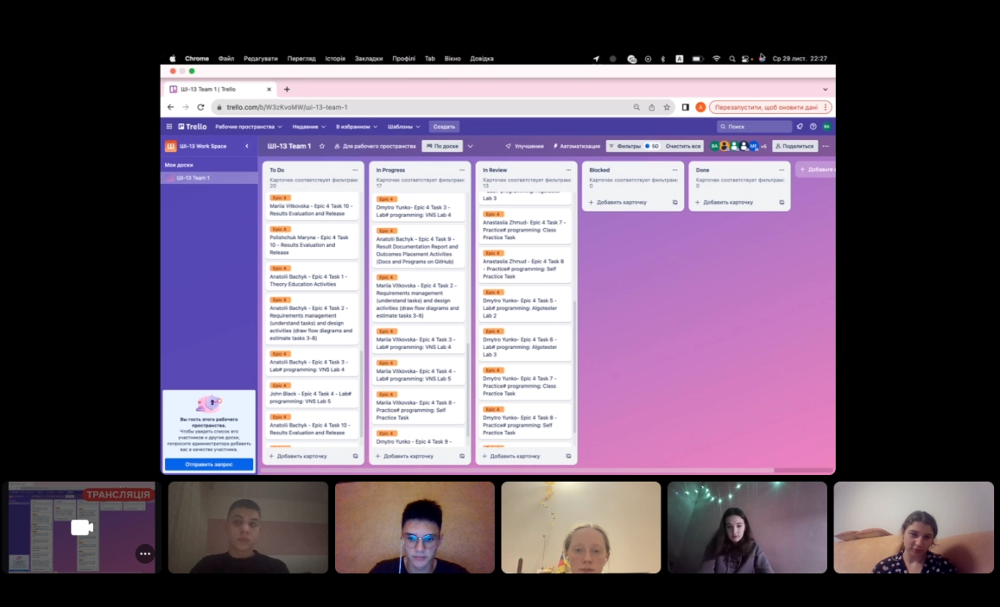 Chrome Файл Редагувати Перегляд Історія Закладки Профілі Tab Вікно Довідка
A
Ср 29 лист. 22:27
ШІ-13 Team 1 | Trello
trello.com/b/W3zKvoMW/ші-13-team-1
Перезапустити, щоб оновити дані
Trello Рабочие пространства Недавние В избранном Шаблоны Создать
Поиск
BA
Ш ШІ-13 Work Space
ШІ-13 Team 1 Для рабочего пространства По доске
Улучшения Автоматизация Фильтры 50 Очистить все
+5 Поделиться
Мои доски
ШІ-13 Team 1
Вы гость этого рабочего
пространства.
Чтобы увидеть список его
участников и другие доски,
попросите администратора добавить
вас в качестве участника.
Отправить запрос
To Do
Карточек соответствует фильтрам:
20
Epic 4
Mariia Vitkovska - Epic 4 Task 10 -
Results Evaluation and Release
Epic 4
Polishchuk Maryna - Epic 4 Task
10 - Results Evaluation and
Release
Epic 4
Anatolii Bachyk - Epic 4 Task 1 -
Theory Education Activities
Epic 4
Anatolii Bachyk - Epic 4 Task 2 -
Requirements management
(understand tasks) and design
activities (draw flow diagrams and
estimate tasks 3-8)
Epic 4
Anatolii Bachyk - Epic 4 Task 3 -
Lab# programming: VNS Lab 4
Epic 4
John Black - Epic 4 Task 4 - Lab#
programming: VNS Lab 5
Epic 4
Anatolii Bachyk - Epic 4 Task 10 -
Results Evaluation and Release
+ Добавить карточку
In Progress
Карточек соответствует фильтрам:
17
Epic 4
Dmytro Yunko- Epic 4 Task 3 -
Lab# programming: VNS Lab 4
Epic 4
Anatolii Bachyk - Epic 4 Task 9 -
Result Documentation Report and
Outcomes Placement Activities
(Docs and Programs on GitHub)
Epic 4
Mariia Vitkovska - Epic 4 Task 2 -
Requirements management
(understand tasks) and design
activities (draw flow diagrams and
estimate tasks 3-8)
Epic 4
Mariia Vitkovska- Epic 4 Task 3 -
Lab# programming: VNS Lab 4
Epic 4
Mariia Vitkovska- Epic 4 Task 4 -
Lab# programming: VNS Lab 5
Epic 4
Mariia Vitkovska- Epic 4 Task 8 -
Practice# programming: Self
Practice Task
Epic 4
Dmytro Yunko - Epic 4 Task 9 -
+ Добавить карточку
In Review
Карточек соответствует фильтрам:
13
Lab 3
Epic 4
Anastasiia Zhmud- Epic 4 Task 7 -
Practice# programming: Class
Practice Task
Epic 4
Anastasiia Zhmud - Epic 4 Task 8
- Practice# programming: Self
Practice Task
Epic 4
Dmytro Yunko- Epic 4 Task 5 -
Lab# programming: Algotester
Lab 2
Epic 4
Dmytro Yunko- Epic 4 Task 6 -
Lab# programming: Algotester
Lab 3
Epic 4
Dmytro Yunko- Epic 4 Task 7 -
Practice# programming: Class
Practice Task
Epic 4
Dmytro Yunko- Epic 4 Task 8 -
Practice# programming: Self
Practice Task
+ Добавить карточку
Blocked
Карточек соответствует фильтрам:
0
+ Добавить карточку
Done
Карточек соответствует фильтрам:
0
+ Добавить карточку
+ Добавьте
ТРАНСЛЯЦІЯ